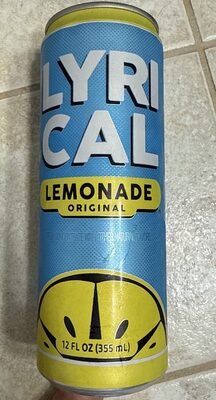 LYRI
CAL
LEMONADE
ORIGINAL
12 FL OZ (355 mL)